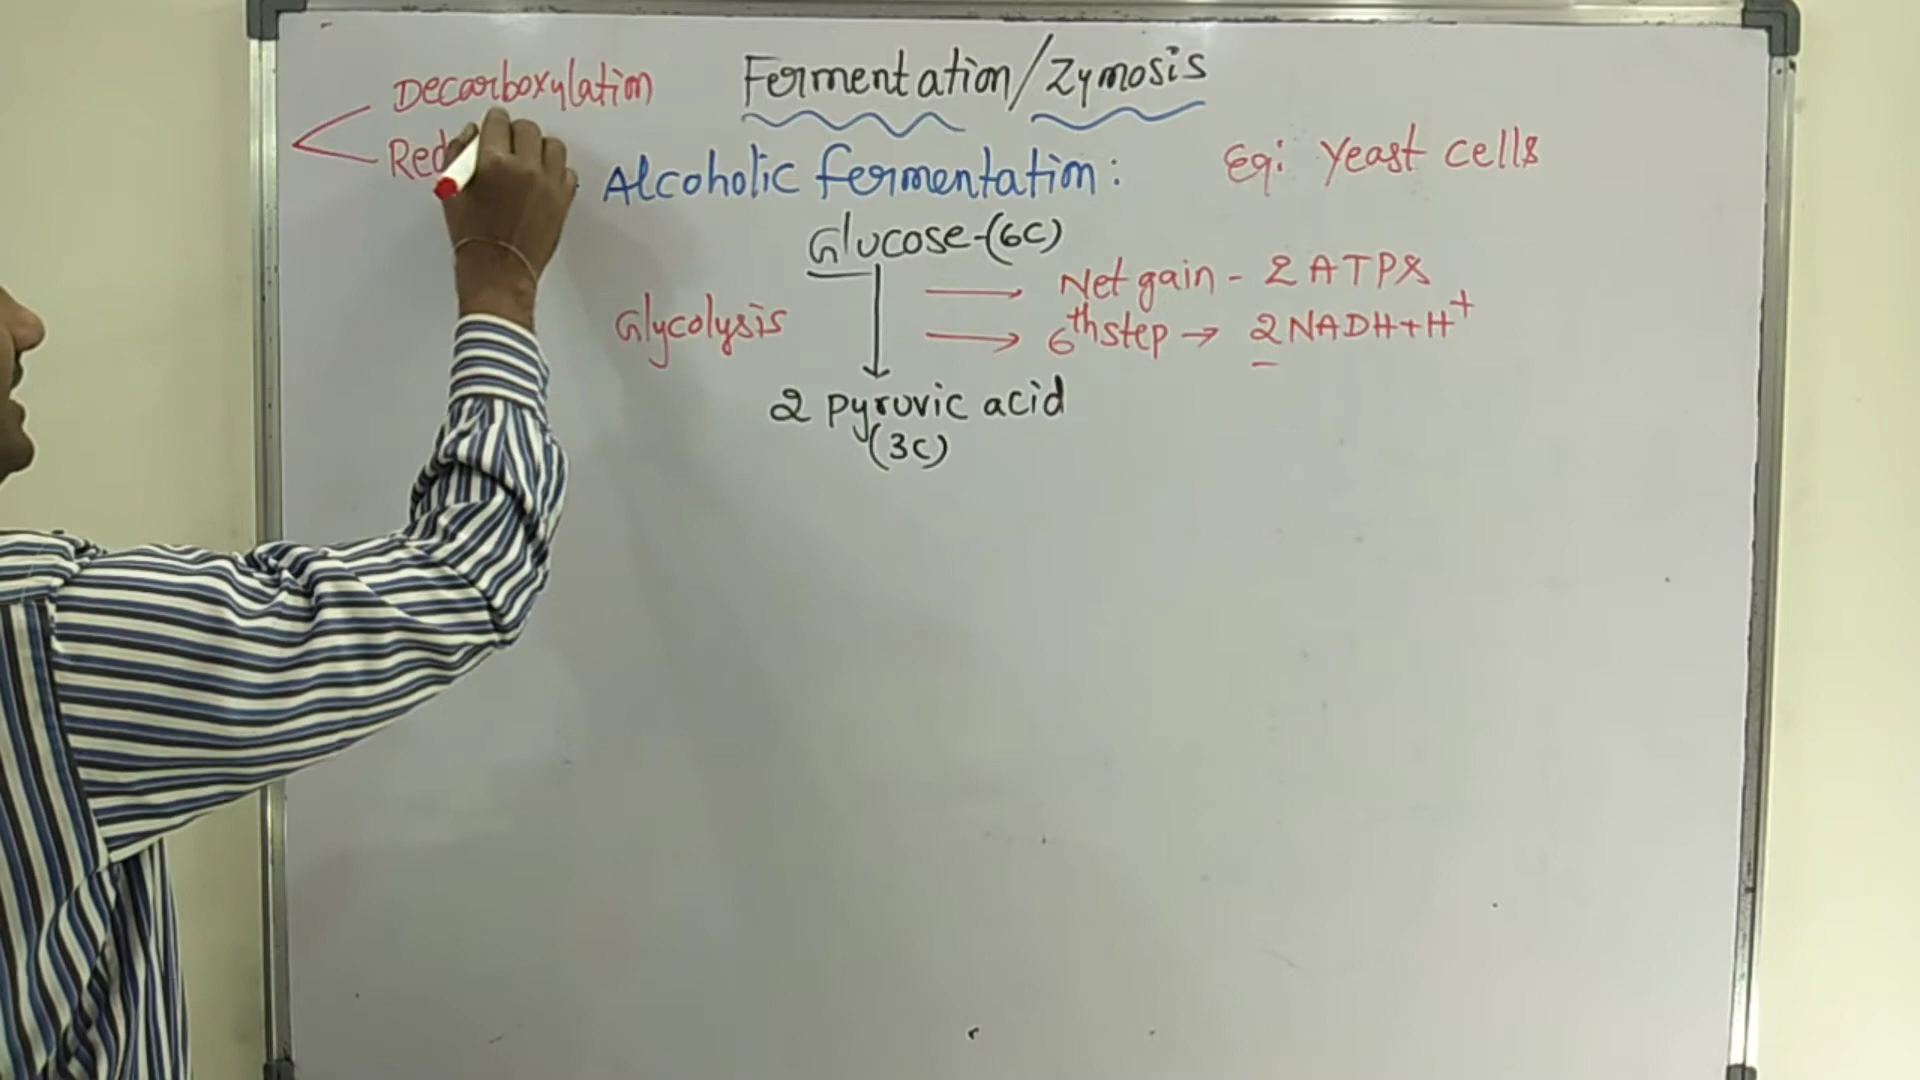 Fermentation/Zymosis
Decarboxylation
Red
Alcoholic fermentation:
Eg: Yeast cells
Glucose-(6C)
Glycolysis
Net gain - 2 ATPs
6th step → 2NADH+H+
2 pyruvic acid
(3C)